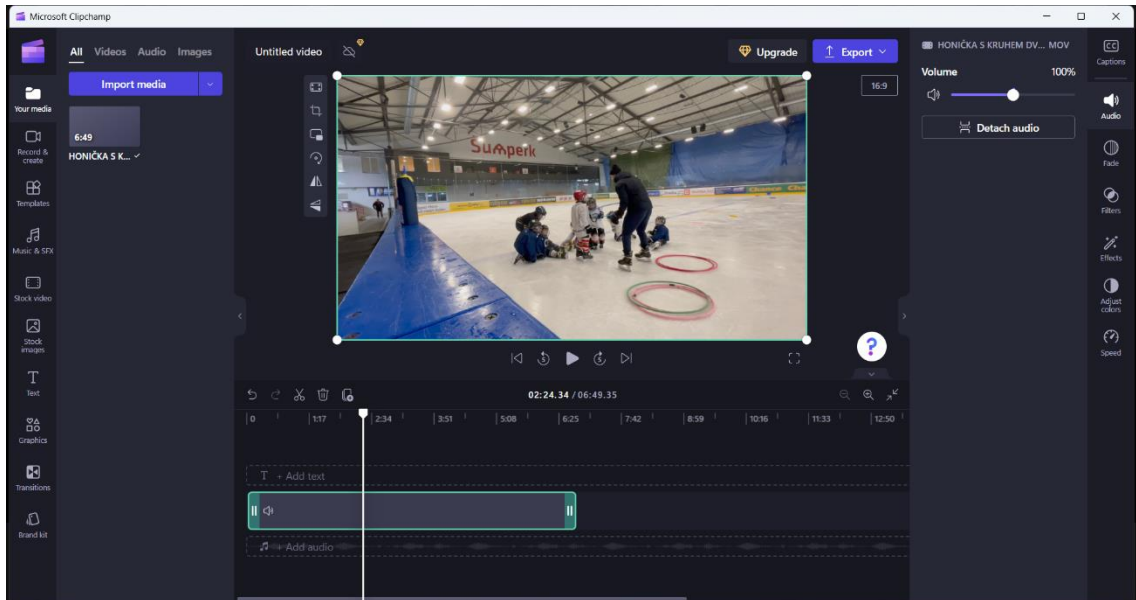 Microsoft Clipchamp
All Videos Audio Images
Import media
6:49
HONIČKA S K...
Your media
Record & create
Templates
Music & SFX
Stock video
Stock images
Text
Graphics
Transitions
Brand kit
Untitled video
Upgrade
Export
16:9
Sumperk
?
5
5
02:24.34 / 06:49.35
0 1:17 2:34 3:51 5:08 6:25 7:42 8:59 10:16 11:33 12:50
T + Add text
+ Add audio
HONIČKA S KRUHEM DV... MOV
Volume 100%
Detach audio
CC
Captions
Audio
Fade
Filters
Effects
Adjust colors
Speed